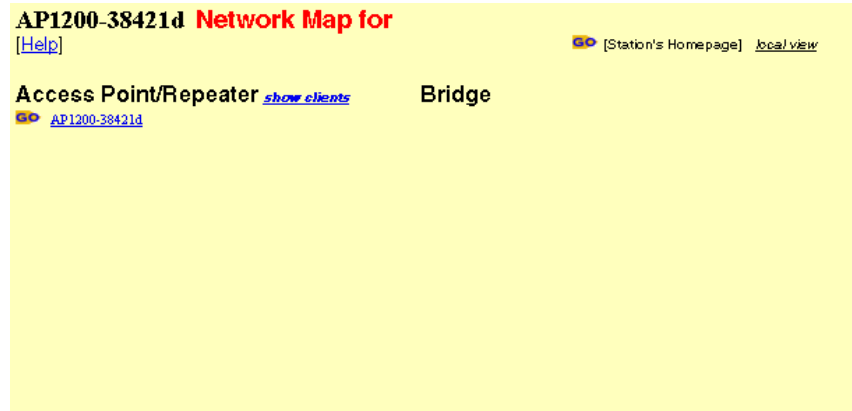 AP1200-38421d Network Map for
[Help]
GO [Station's Homepage] local view
Access Point/Repeater show clients
Bridge
GO AP1200-38421d